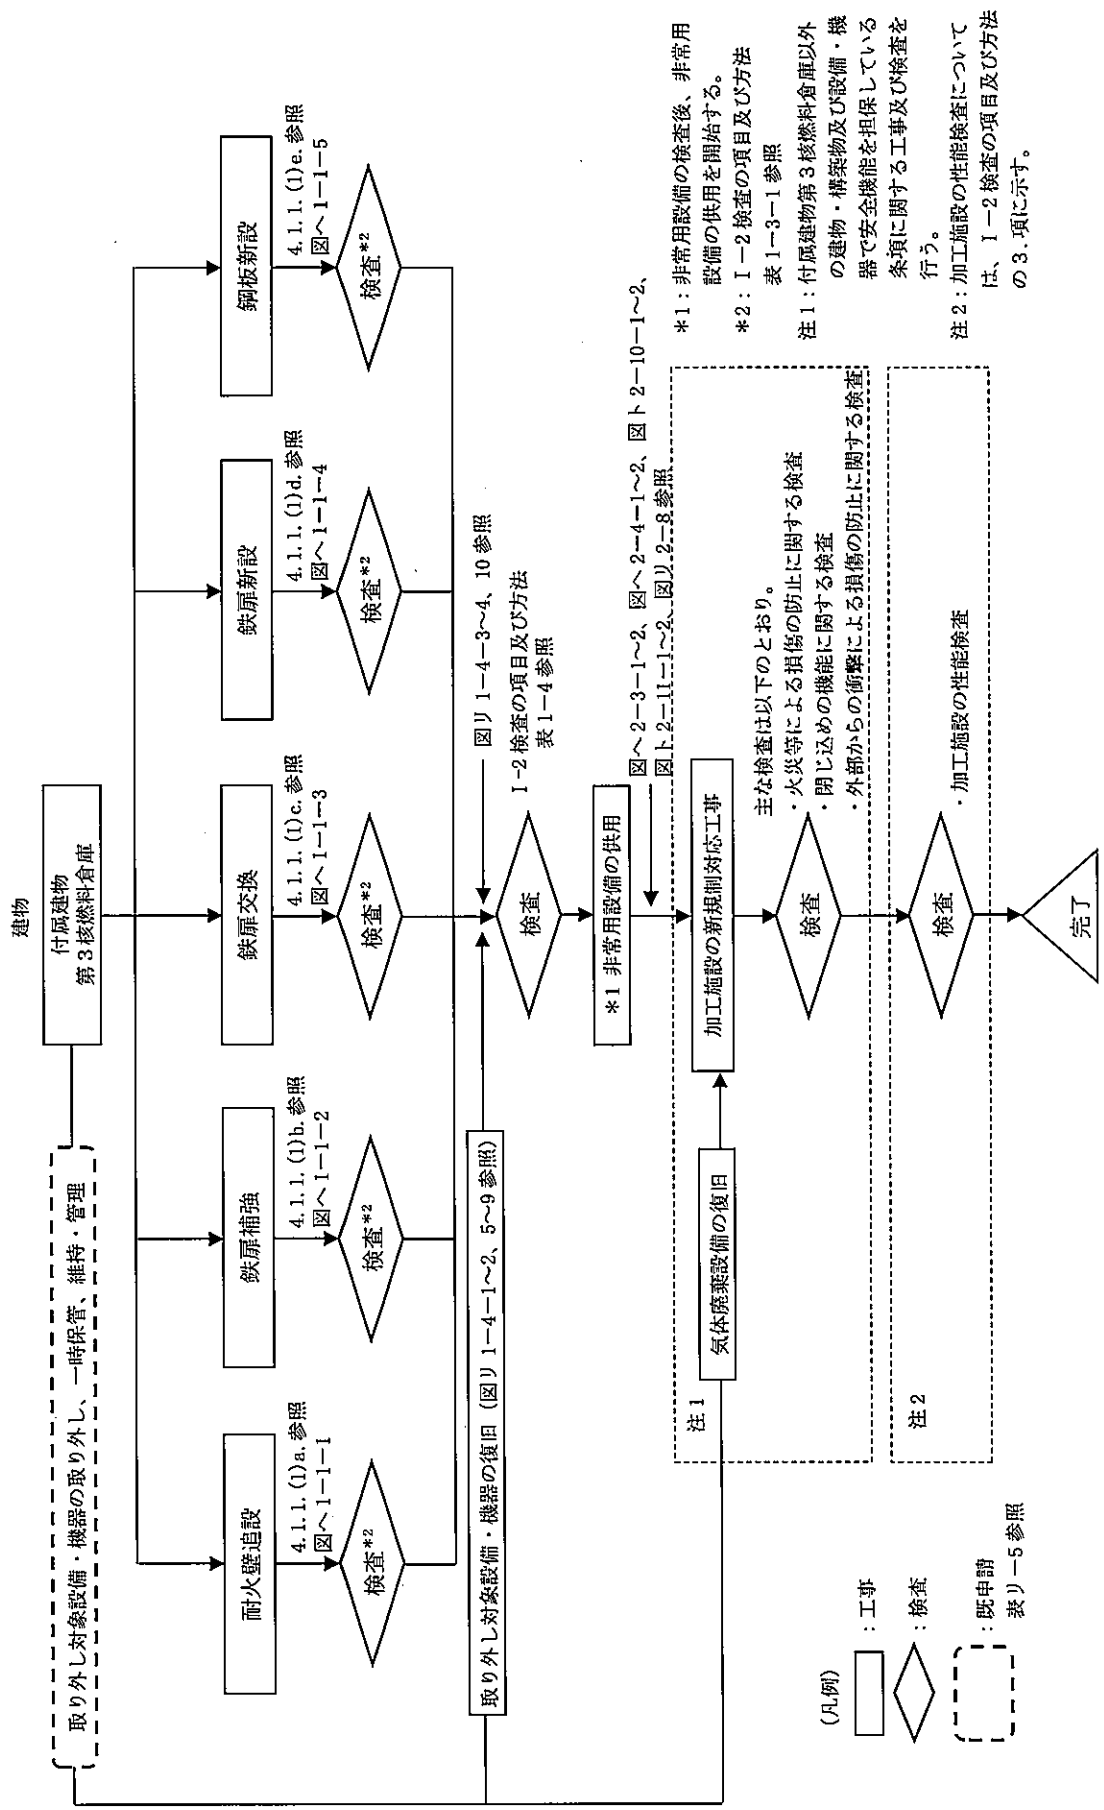 建物
付属建物
第3核燃料倉庫
取り外し対象設備・機器の取り外し、一時保管、維持・管理
耐火壁追設
鉄扉補強
鉄扉交換
鉄扉新設
鋼板新設
4.1.1.(1)a.参照
図ヘ1-1-1
4.1.1.(1)b.参照
図ヘ1-1-2
4.1.1.(1)c.参照
図ヘ1-1-3
4.1.1.(1)d.参照
図ヘ1-1-4
4.1.1.(1)e.参照
図ヘ1-1-5
検査*2
検査*2
検査*2
検査*2
検査*2
取り外し対象設備・機器の復旧(図リ1-4-1~2、5~9参照)
図リ1-4-3~4、10参照
検査
I-2検査の項目及び方法
表1-4参照
*1 非常用設備の供用
図ヘ2-3-1~2、図ヘ2-4-1~2、図ト2-10-1~2、
図ト2-11-1~2、図リ2-8参照
注1
気体廃棄設備の復旧
加工施設の新規制対応工事
検査
主な検査は以下のとおり。
・火災等による損傷の防止に関する検査
・閉じ込めの機能に関する検査
・外部からの衝撃による損傷の防止に関する検査
注2
検査
・加工施設の性能検査
完了
*1:非常用設備の検査後、非常用
設備の供用を開始する。
*2:I-2検査の項目及び方法
表1-3-1参照
注1:付属建物第3核燃料倉庫以外
の建物・構築物及び設備・機
器で安全機能を担保している
条項に関する工事及び検査を
行う。
注2:加工施設の性能検査について
は、I-2検査の項目及び方法
の3.項に示す。
(凡例)
:工事
:検査
:既申請
表リ-5参照